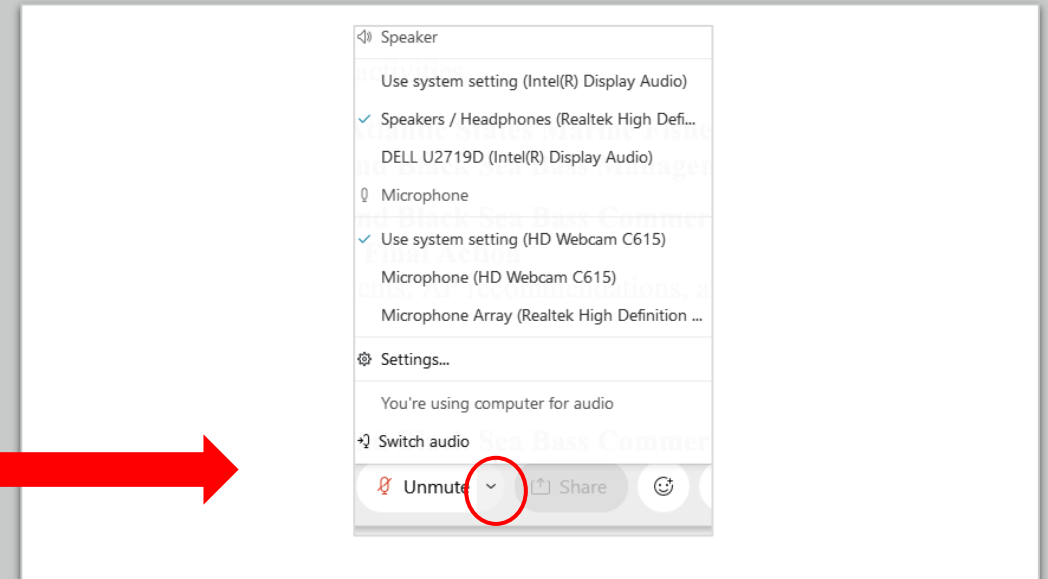 Speaker
Use system setting (Intel(R) Display Audio)
Speakers / Headphones (Realtek High Defi...
DELL U2719D (Intel(R) Display Audio)
Microphone
Use system setting (HD Webcam C615)
Microphone (HD Webcam C615)
Microphone Array (Realtek High Definition ...
Settings...
You're using computer for audio
Switch audio
Unmute
Share